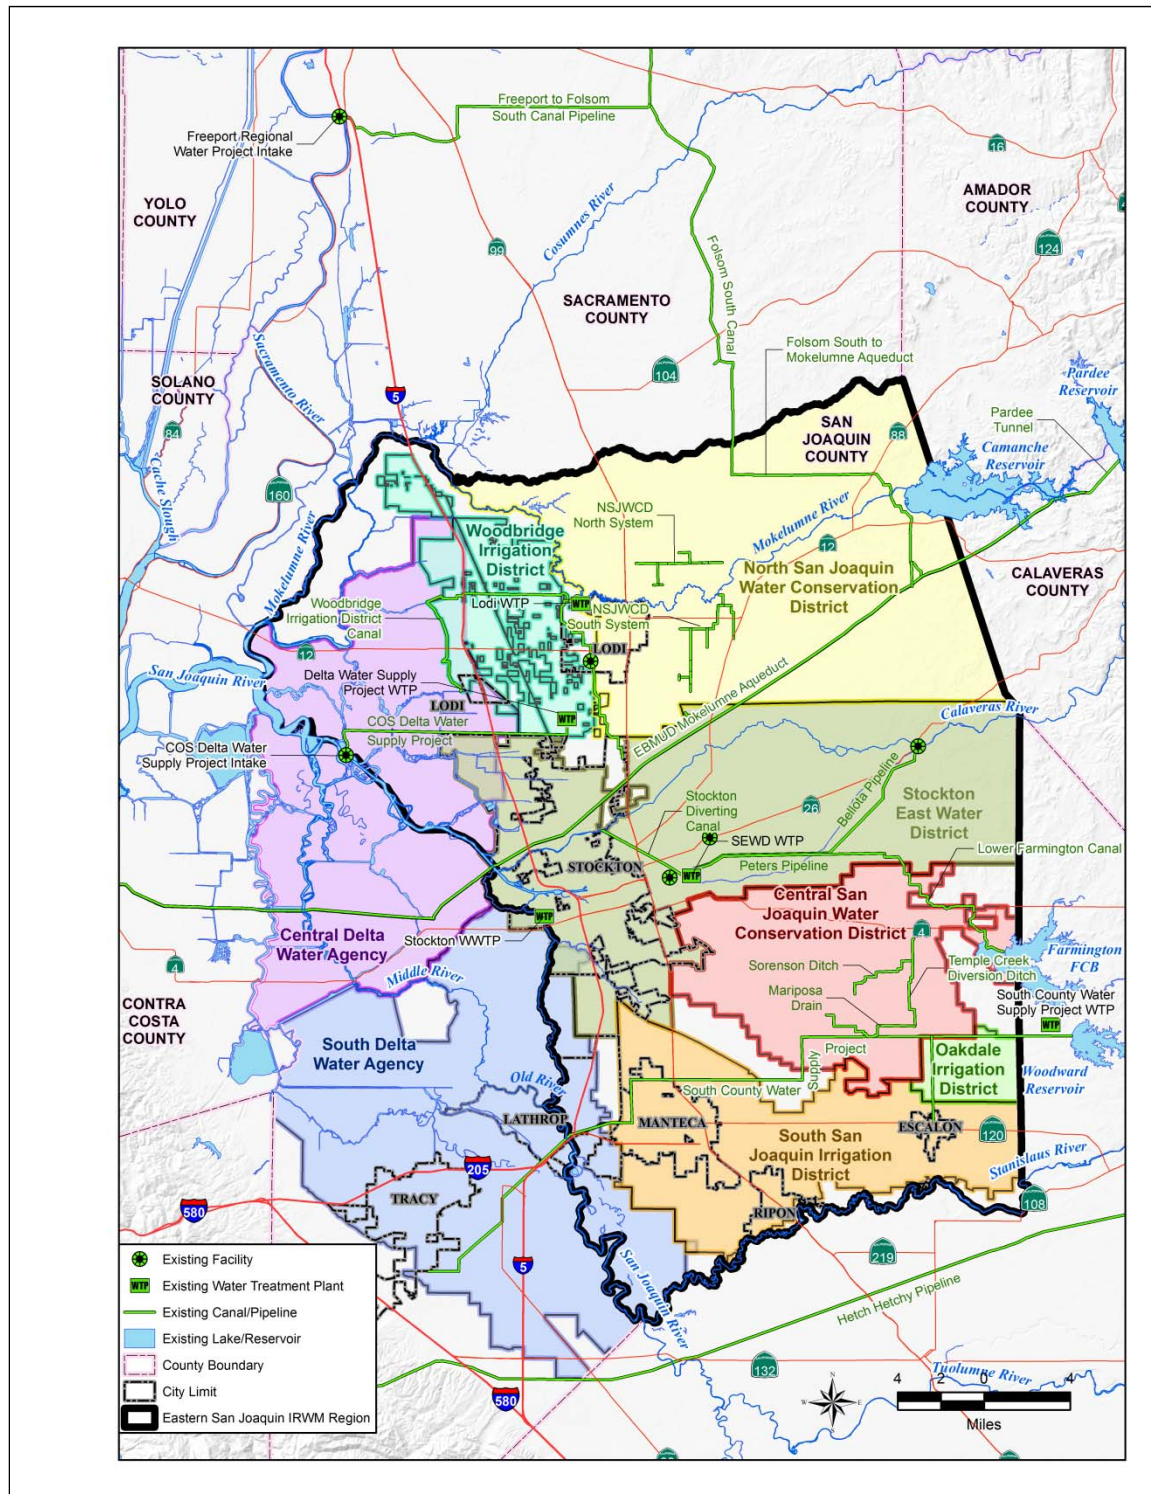 Freeport to Folsom
South Canal Pipeline
Freeport Regional
Water Project Intake
16
YOLO
COUNTY
AMADOR
COUNTY
Cosumnes River
99
124
Folsom South Canal
SACRAMENTO
COUNTY
Sacramento River
Folsom South to
Mokelumne Aqueduct
SOLANO
COUNTY
104
5
Pardee
Reservoir
84
SAN
JOAQUIN
COUNTY
88
Pardee
Tunnel
Camanche
Reservoir
Cache Slough
160
NSJWCD
North System
Mokelumne River
Woodbridge
Irrigation
District
12
Mokelumne River
North San Joaquin
Water Conservation
District
CALAVERAS
COUNTY
Woodbridge
Irrigation District
Canal
Lodi WTP
WTP
NSJWCD
South System
12
LODI
San Joaquin River
Delta Water Supply
Project WTP
EBMUD Mokelumne Aqueduct
LODI
WTP
Calaveras River
COS Delta Water
Supply Project
COS Delta Water
Supply Project Intake
Bellota Pipeline
Stockton
Diverting
Canal
26
Stockton
East Water
District
SEWD WTP
Lower Farmington Canal
STOCKTON
Peters Pipeline
WTP
Central San
Joaquin Water
Conservation District
WTP
Central Delta
Water Agency
Stockton WWTP
4
Farmington
FCB
4
Middle River
Sorenson Ditch
Temple Creek
Diversion Ditch
Mariposa
Drain
South County Water
Supply Project WTP
WTP
CONTRA
COSTA
COUNTY
South Delta
Water Agency
Project
Supply
South County Water
Oakdale
Irrigation
District
Woodward
Reservoir
Old River
LATHROP
MANTECA
ESCALON
120
South San
Joaquin Irrigation
District
Stanislaus River
205
TRACY
RIPON
580
108
219
5
San Joaquin River
Hetch Hetchy Pipeline
132
Tuolumne River
580
Existing Facility
WTP Existing Water Treatment Plant
Existing Canal/Pipeline
Existing Lake/Reservoir
County Boundary
City Limit
Eastern San Joaquin IRWM Region
N
W E
S
4 2 0 4
Miles